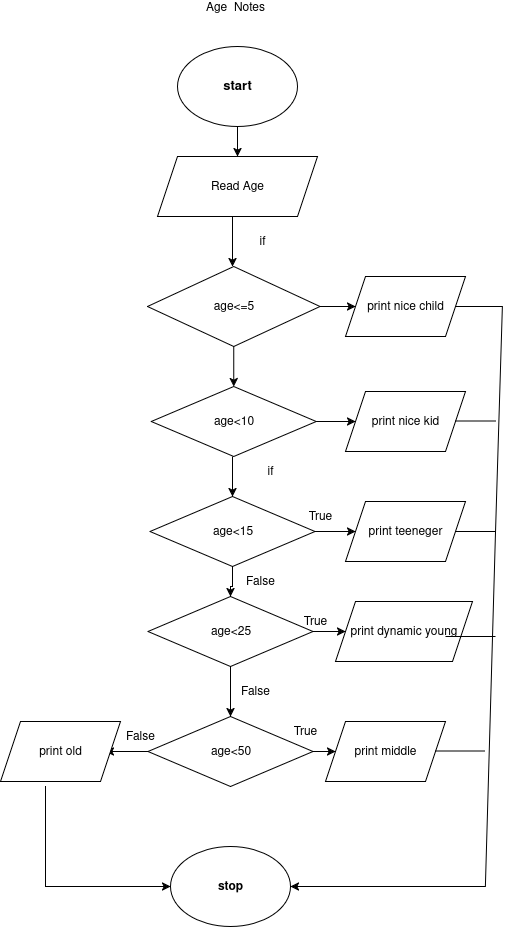 Age Notes
start
Read Age
if
age<=5
print nice child
age<10
print nice kid
if
age<15
True
print teeneger
False
age<25
True
print dynamic young
False
print old
False
age<50
True
print middle
stop